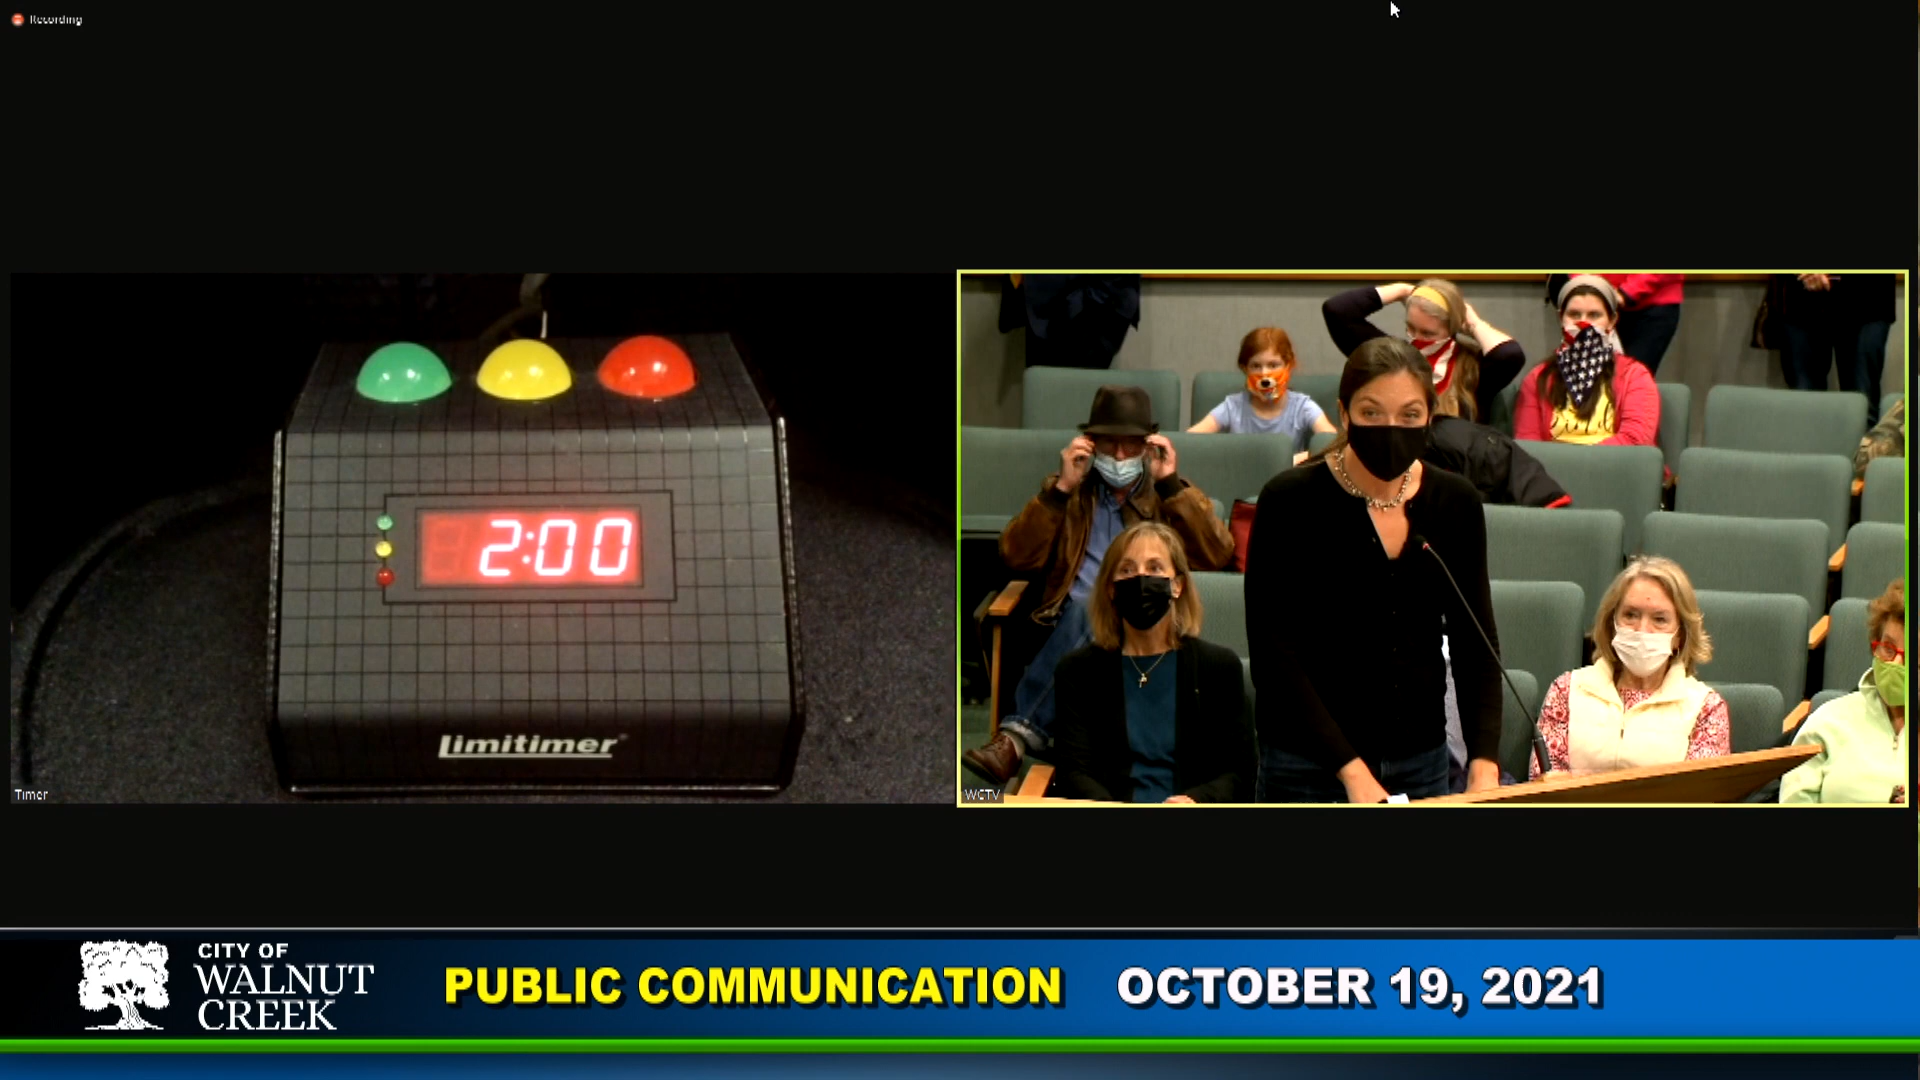 Recording
2:00
Limitimer®
Timer
WCTV
CITY OF
WALNUT
CREEK
PUBLIC COMMUNICATION
OCTOBER 19, 2021